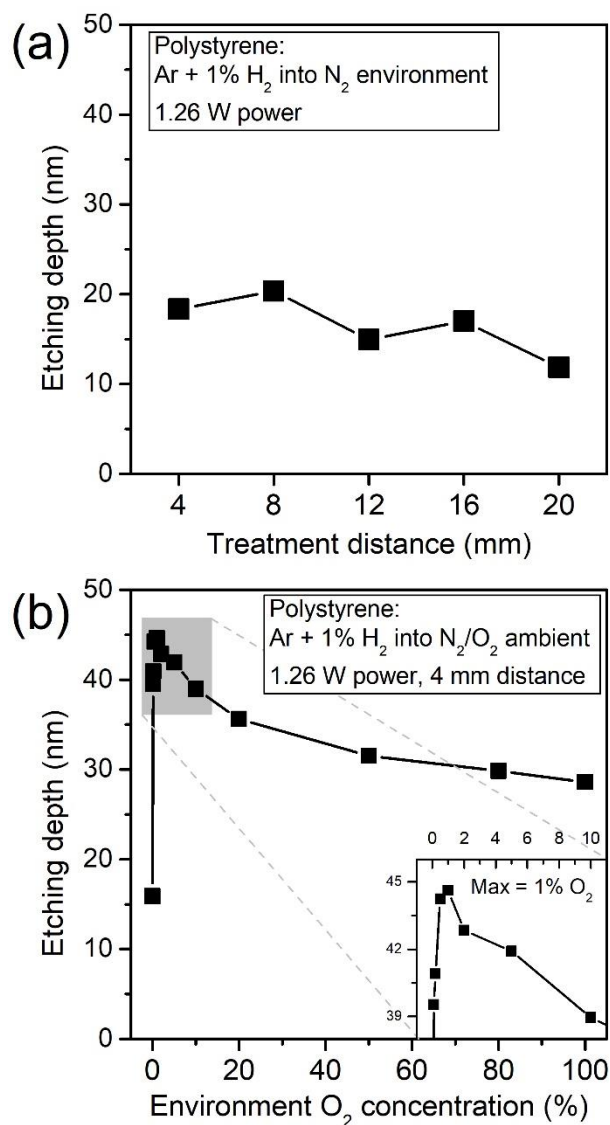 (a)
50
40
30
20
10
0
Etching depth (nm)
Polystyrene:
Ar + 1% H₂ into N₂ environment
1.26 W power
4 8 12 16 20
Treatment distance (mm)
(b)
50
40
30
20
10
0
Etching depth (nm)
Polystyrene:
Ar + 1% H₂ into N₂/O₂ ambient
1.26 W power, 4 mm distance
0 2 4 6 8 10
45
42
39
Max = 1% O₂
0 20 40 60 80 100
Environment O₂ concentration (%)